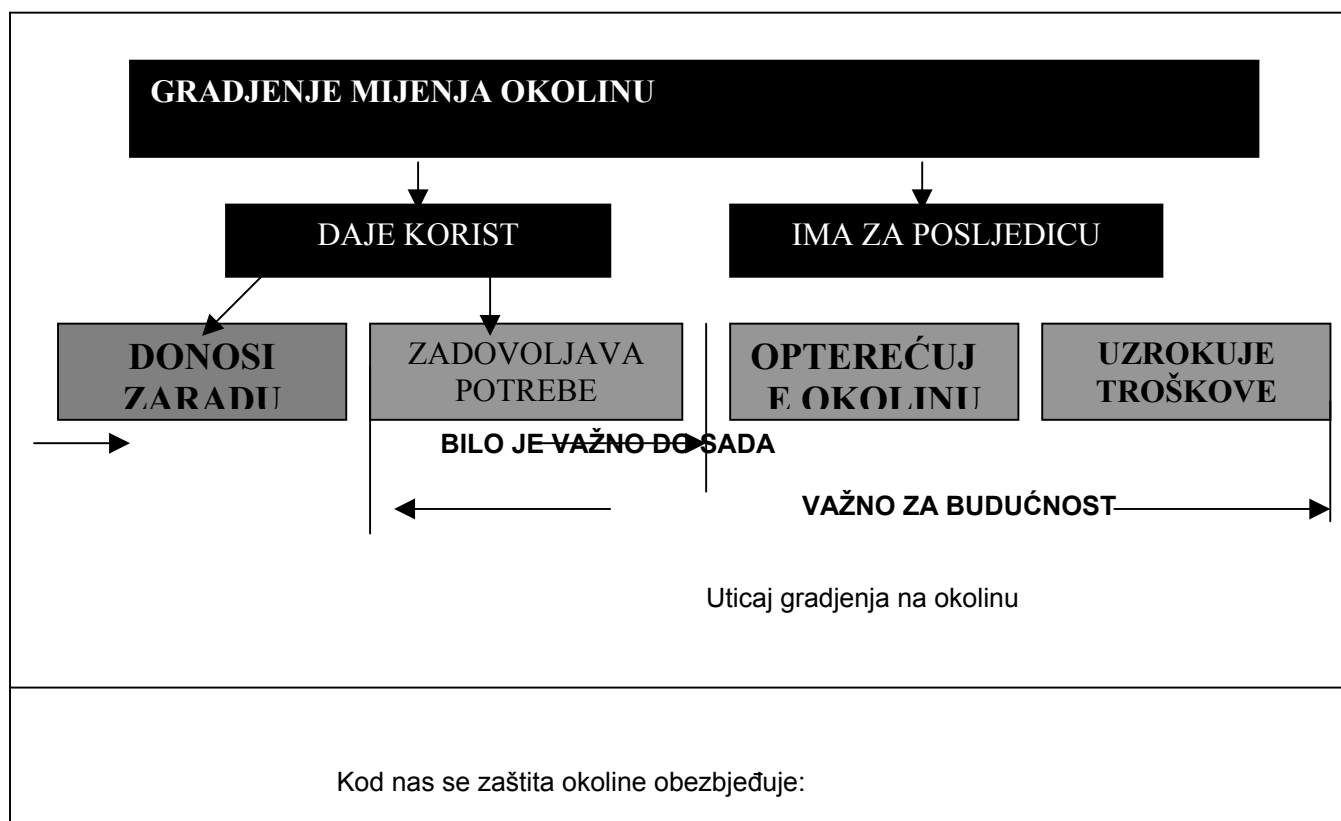 GRADJENJE MIJENJA OKOLINU
DAJE KORIST
IMA ZA POSLJEDICU
DONOSI
ZARADU
ZADOVOLJAVA
POTREBE
OPTEREĆUJ
E OKOLINU
UZROKUJE
TROŠKOVE
BILO JE VAŽNO DO SADA
VAŽNO ZA BUDUĆNOST
Uticaj gradjenja na okolinu
Kod nas se zaštita okoline obezbjeđuje: